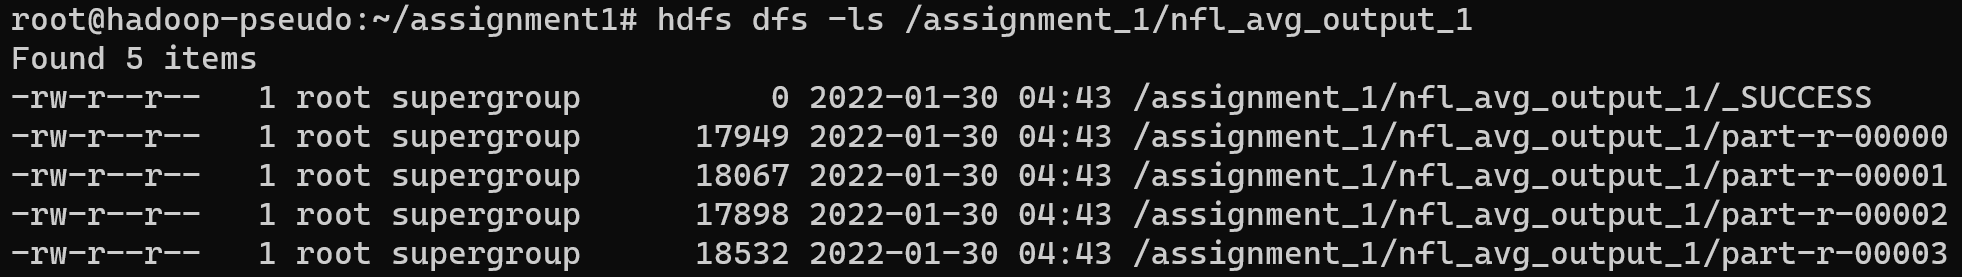 root@hadoop-pseudo:~/assignment1# hdfs dfs -ls /assignment_1/nfl_avg_output_1
Found 5 items
-rw-r--r--   1 root supergroup          0 2022-01-30 04:43 /assignment_1/nfl_avg_output_1/_SUCCESS
-rw-r--r--   1 root supergroup      17949 2022-01-30 04:43 /assignment_1/nfl_avg_output_1/part-r-00000
-rw-r--r--   1 root supergroup      18067 2022-01-30 04:43 /assignment_1/nfl_avg_output_1/part-r-00001
-rw-r--r--   1 root supergroup      17898 2022-01-30 04:43 /assignment_1/nfl_avg_output_1/part-r-00002
-rw-r--r--   1 root supergroup      18532 2022-01-30 04:43 /assignment_1/nfl_avg_output_1/part-r-00003